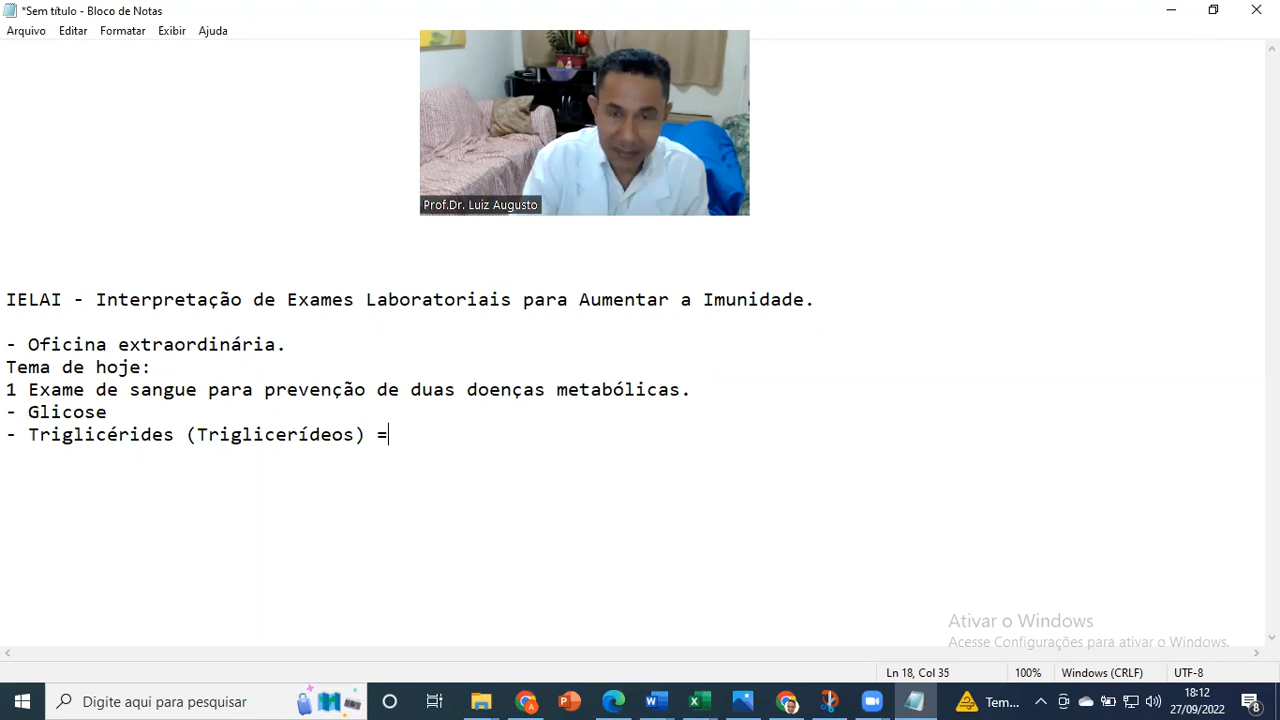 *Sem título - Bloco de Notas
Arquivo Editar Formatar Exibir Ajuda
Prof.Dr. Luiz Augusto
IELAI - Interpretação de Exames Laboratoriais para Aumentar a Imunidade.
- Oficina extraordinária.
Tema de hoje:
1 Exame de sangue para prevenção de duas doenças metabólicas.
- Glicose
- Triglicérides (Triglicerídeos) =
Ativar o Windows
Acesse Configurações para ativar o Windows.
Ln 18, Col 35 100% Windows (CRLF) UTF-8
Digite aqui para pesquisar
Tem...
18:12
27/09/2022
8